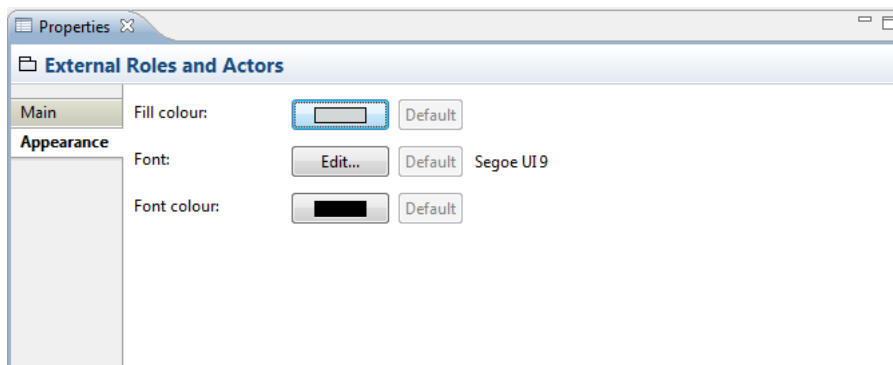 Properties
External Roles and Actors
Main
Appearance
Fill colour: Default
Font: Edit... Default Segoe UI 9
Font colour: Default